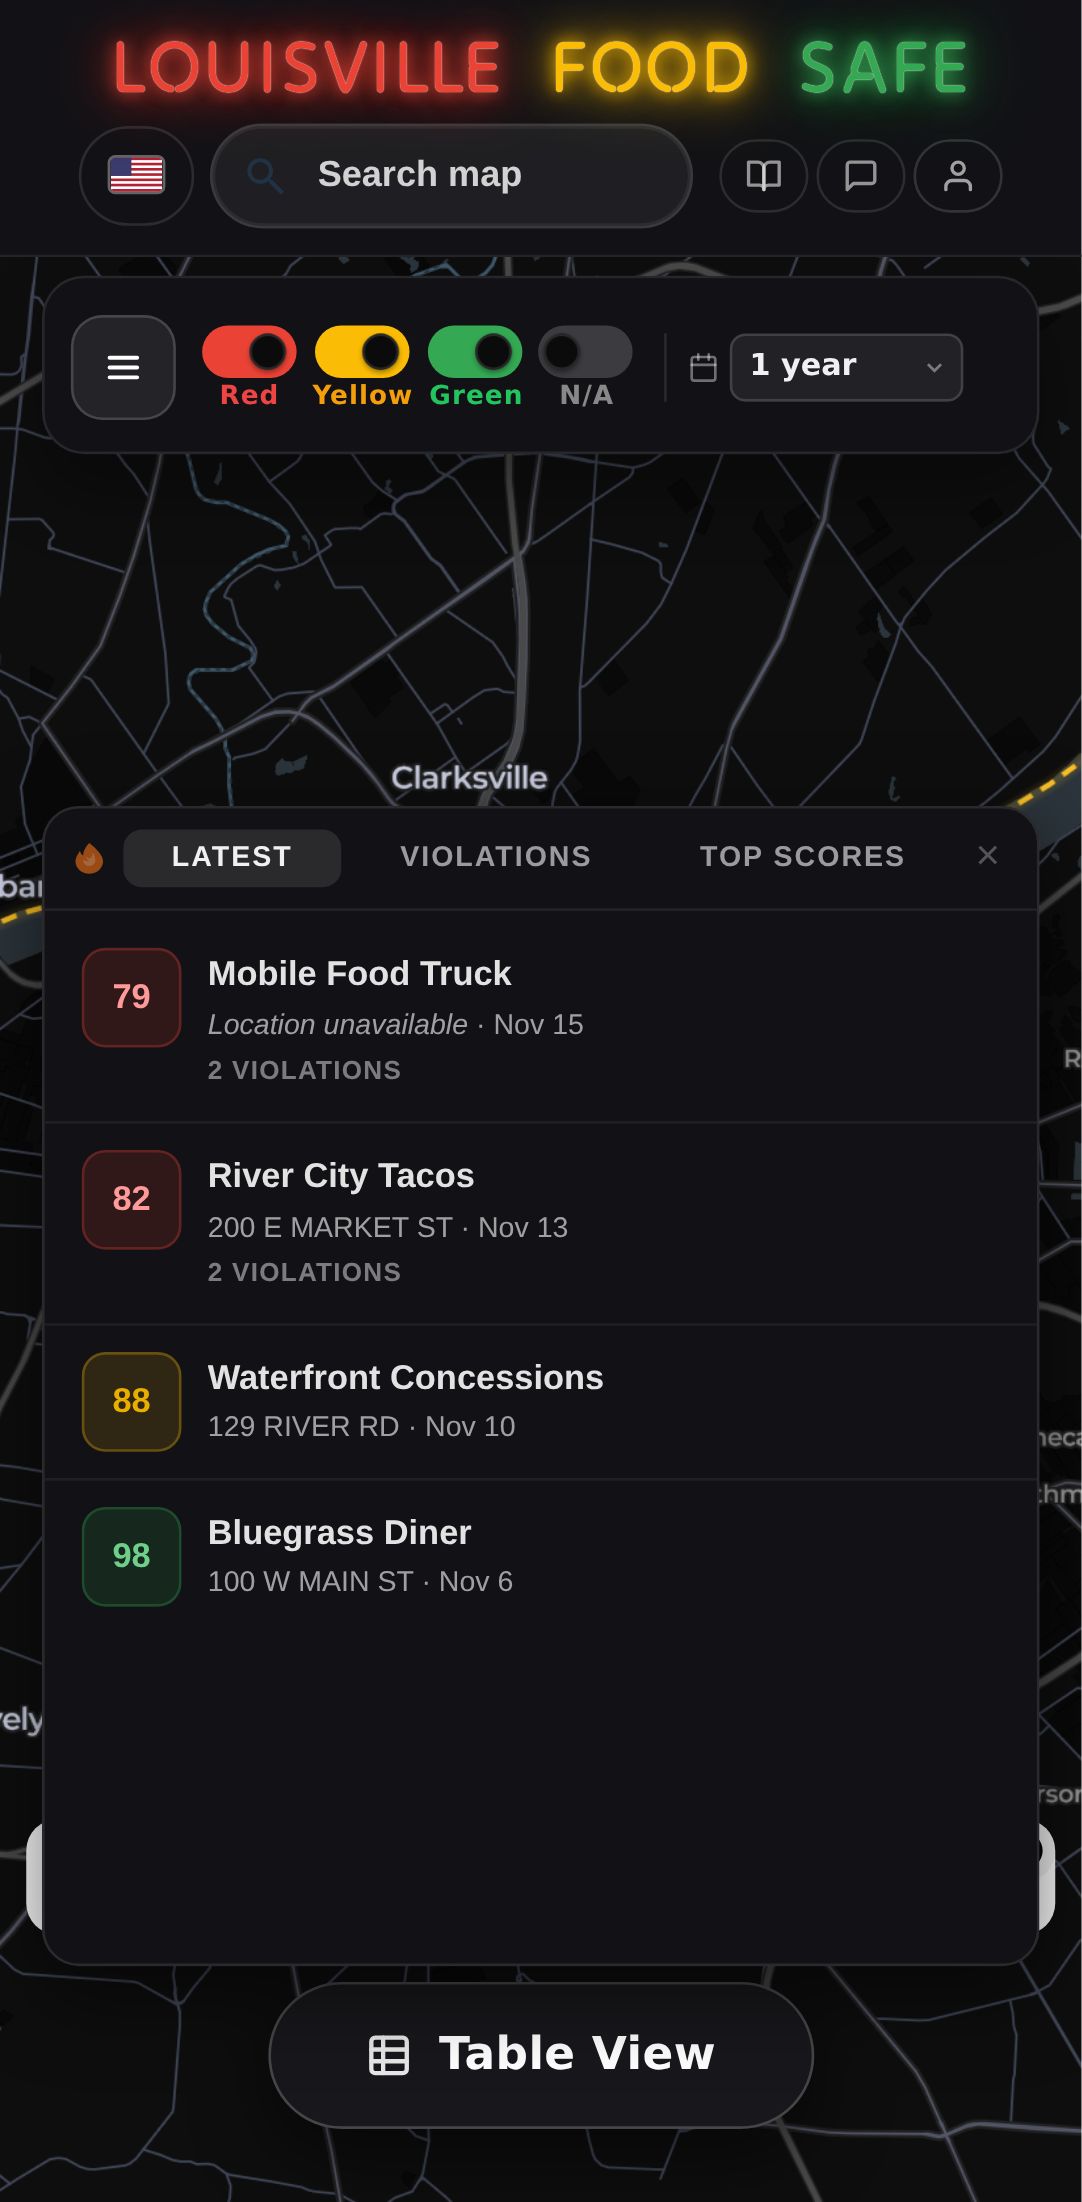 LOUISVILLE FOOD SAFE
Search map
Red Yellow Green N/A
1 year
Clarksville
LATEST VIOLATIONS TOP SCORES
79
Mobile Food Truck
Location unavailable · Nov 15
2 VIOLATIONS
82
River City Tacos
200 E MARKET ST · Nov 13
2 VIOLATIONS
88
Waterfront Concessions
129 RIVER RD · Nov 10
98
Bluegrass Diner
100 W MAIN ST · Nov 6
Table View